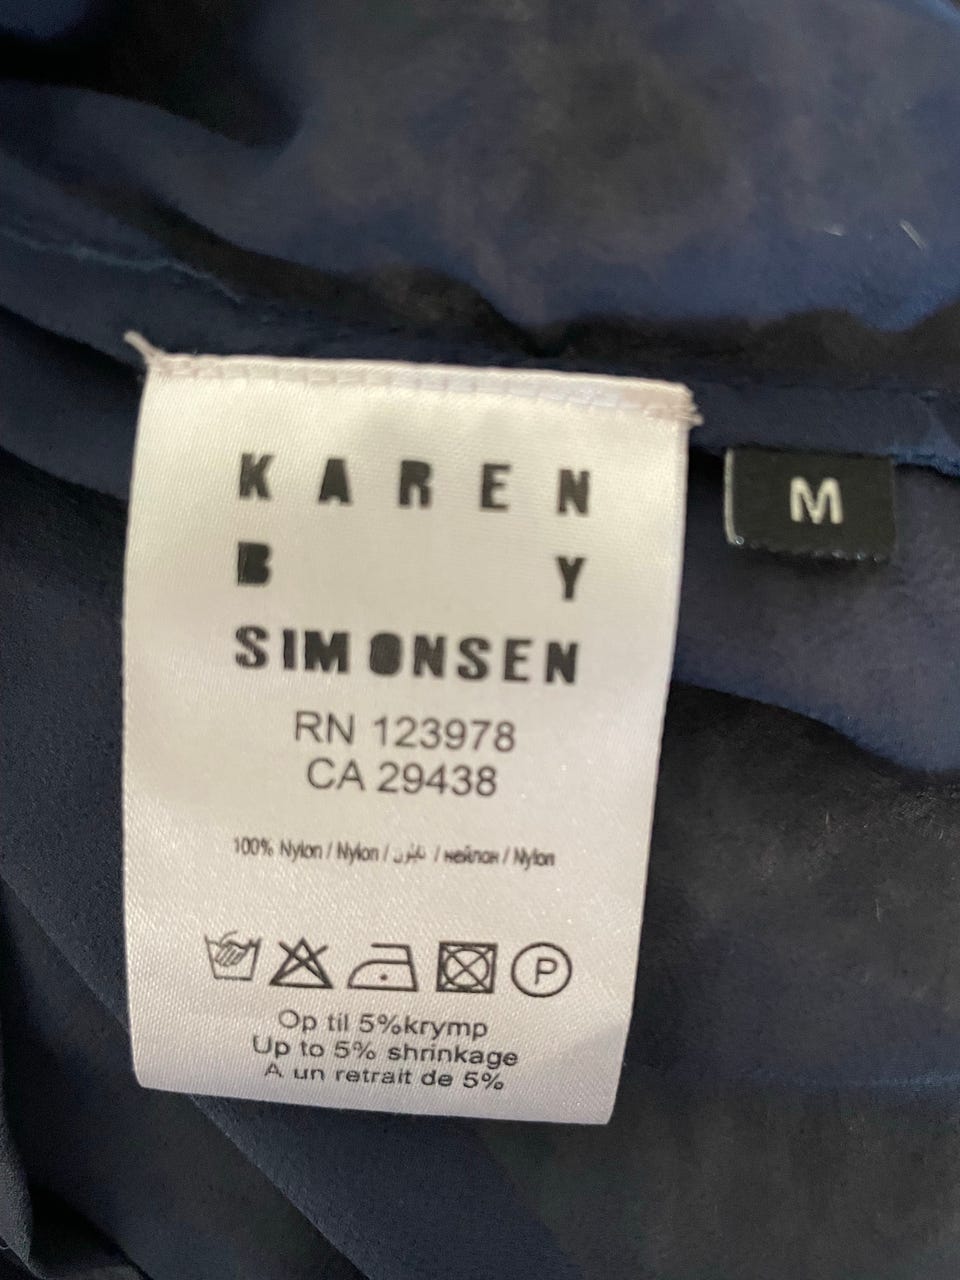 KAREN
BY
SIMONSEN
M
RN 123978
CA 29438
100% Nylon / Nylon / نايلون / нейлон / Nylon
P
Op til 5%krymp
Up to 5% shrinkage
A un retrait de 5%